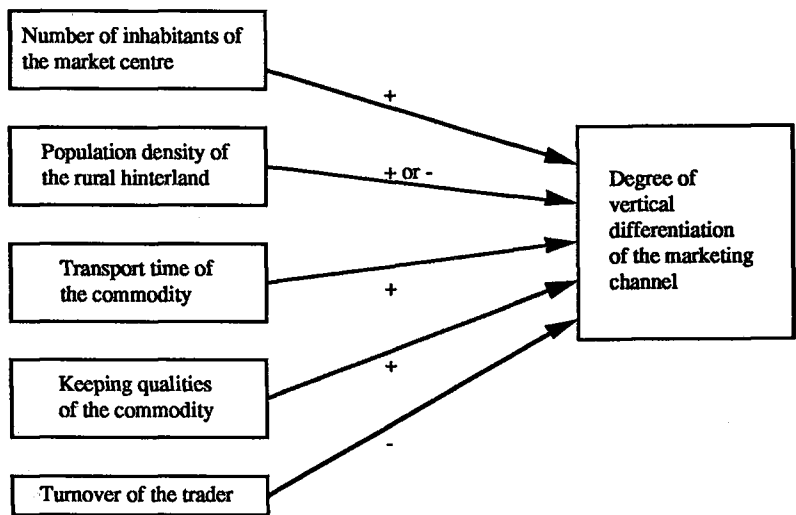 Number of inhabitants of
the market centre
+
Population density of
the rural hinterland
+ or -
Transport time of
the commodity
+
Keeping qualities
of the commodity
+
Turnover of the trader
-
Degree of
vertical
differentiation
of the marketing
channel